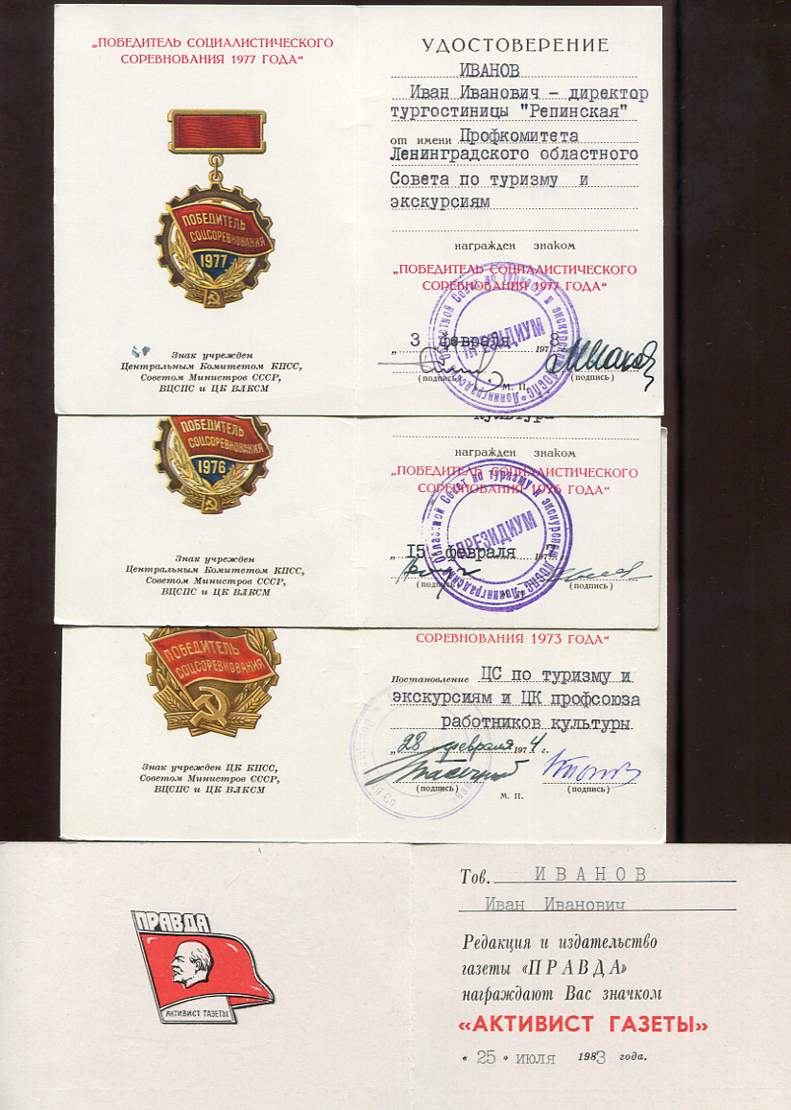 „ПОБЕДИТЕЛЬ СОЦИАЛИСТИЧЕСКОГО
СОРЕВНОВАНИЯ 1977 ГОДА“
ПОБЕДИТЕЛЬ
СОЦСОРЕВНОВАНИЯ
1977
Знак учрежден
Центральным Комитетом КПСС,
Советом Министров СССР,
ВЦСПС и ЦК ВЛКСМ
УДОСТОВЕРЕНИЕ
ИВАНОВ
Иван Иванович – директор
тургостиницы "Репинская"
от имени Профкомитета
Ленинградского областного
Совета по туризму и
экскурсиям
награжден знаком
„ПОБЕДИТЕЛЬ СОЦИАЛИСТИЧЕСКОГО
СОРЕВНОВАНИЯ 1977 ГОДА“
„ 3 февраля 197 8
ПРЕЗИДИУМ
(подпись) М. П. (подпись)
ПОБЕДИТЕЛЬ
СОЦСОРЕВНОВАНИЯ
1976
Знак учрежден
Центральным Комитетом КПСС,
Советом Министров СССР,
ВЦСПС и ЦК ВЛКСМ
культура
награжден знаком
„ПОБЕДИТЕЛЬ СОЦИАЛИСТИЧЕСКОГО
СОРЕВНОВАНИЯ 1976 ГОДА“
„ 15 февраля 197
ПРЕЗИДИУМ
(подпись) (подпись)
ПОБЕДИТЕЛЬ
СОЦСОРЕВНОВАНИЯ
Знак учрежден ЦК КПСС,
Советом Министров СССР,
ВЦСПС и ЦК ВЛКСМ
СОРЕВНОВАНИЯ 1973 ГОДА“
Постановление ЦС по туризму и
экскурсиям и ЦК профсоюза
работников культуры
„28 февраля 1974 г.
(подпись) М. П. (подпись)
ПРАВДА
АКТИВИСТ ГАЗЕТЫ
Тов. ИВАНОВ
Иван Иванович
Редакция и издательство
газеты «ПРАВДА»
награждают Вас значком
«АКТИВИСТ ГАЗЕТЫ»
« 25 » июля 1983 года.